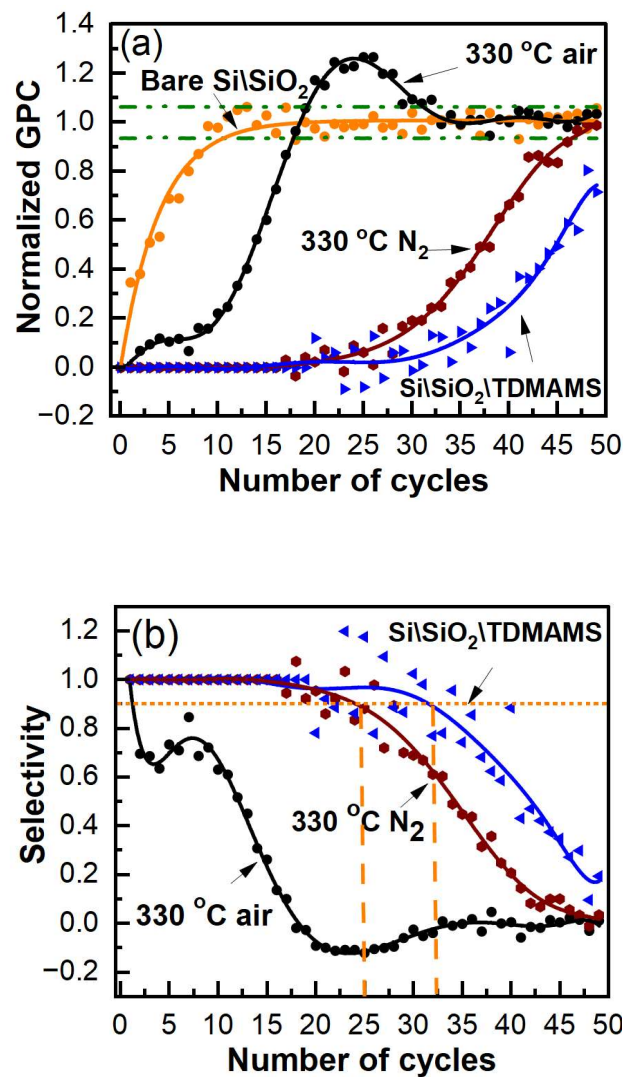 (a)
330 °C air
Bare Si\SiO₂
330 °C N₂
Si\SiO₂\TDMAMS
Normalized GPC
1.4
1.2
1.0
0.8
0.6
0.4
0.2
0.0
−0.2
0 5 10 15 20 25 30 35 40 45 50
Number of cycles
(b)
Si\SiO₂\TDMAMS
330 °C N₂
330 °C air
Selectivity
1.2
1.0
0.8
0.6
0.4
0.2
0.0
−0.2
0 5 10 15 20 25 30 35 40 45 50
Number of cycles